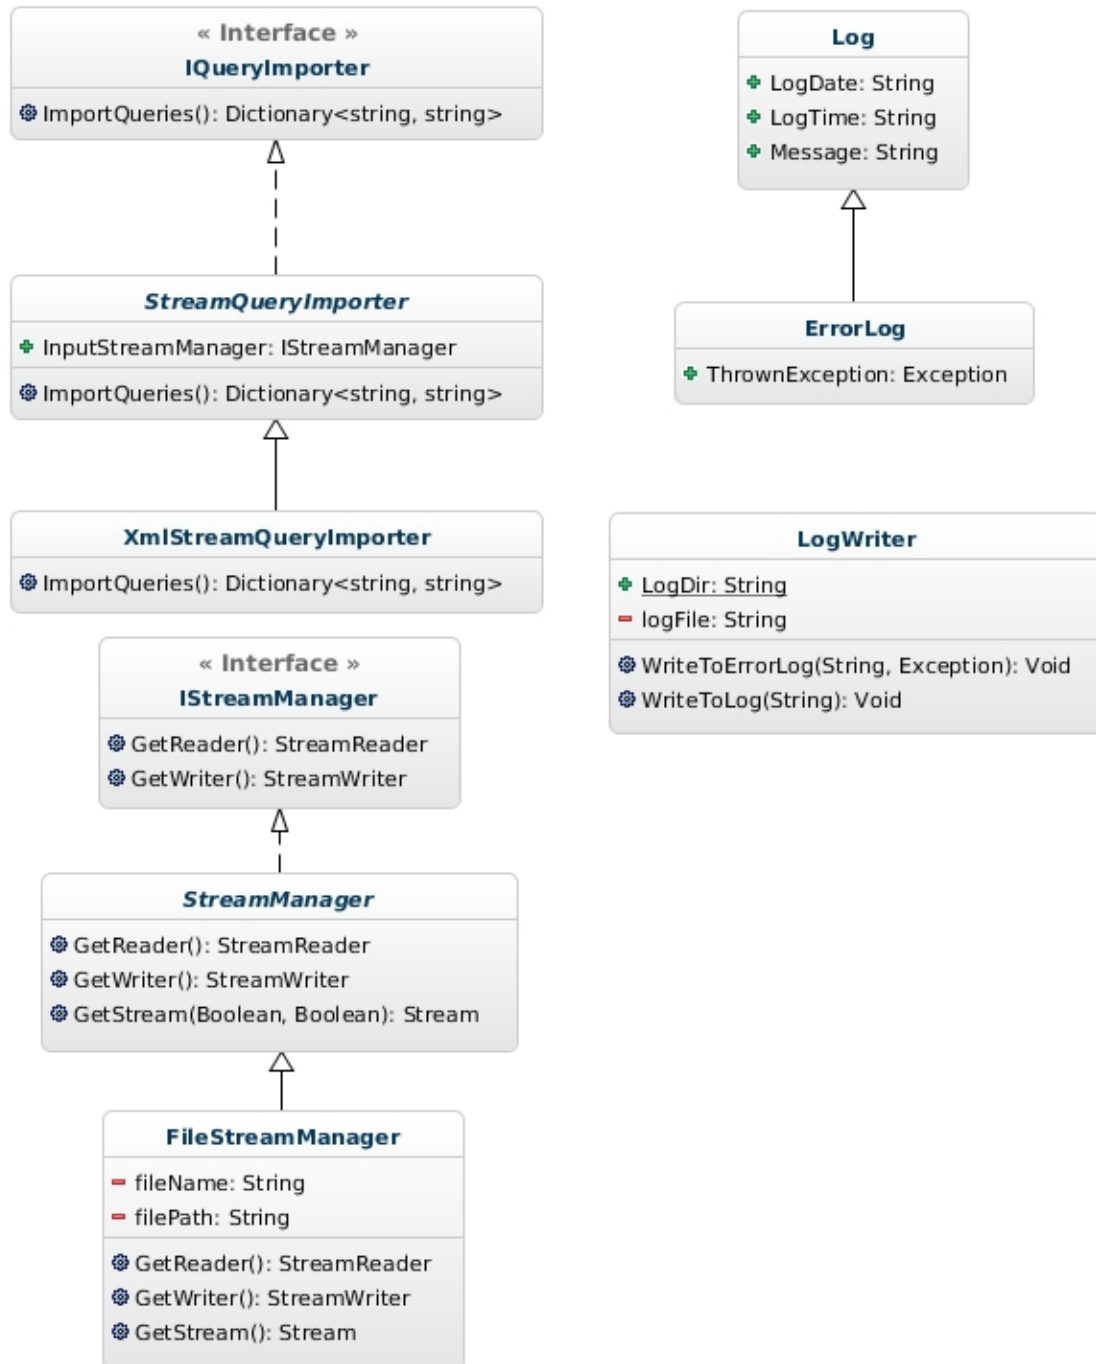 « Interface »
IQueryImporter
ImportQueries(): Dictionary<string, string>
StreamQueryImporter
InputStreamManager: IStreamManager
ImportQueries(): Dictionary<string, string>
XmlStreamQueryImporter
ImportQueries(): Dictionary<string, string>
« Interface »
IStreamManager
GetReader(): StreamReader
GetWriter(): StreamWriter
StreamManager
GetReader(): StreamReader
GetWriter(): StreamWriter
GetStream(Boolean, Boolean): Stream
FileStreamManager
fileName: String
filePath: String
GetReader(): StreamReader
GetWriter(): StreamWriter
GetStream(): Stream
Log
LogDate: String
LogTime: String
Message: String
ErrorLog
ThrownException: Exception
LogWriter
LogDir: String
logFile: String
WriteToErrorLog(String, Exception): Void
WriteToLog(String): Void